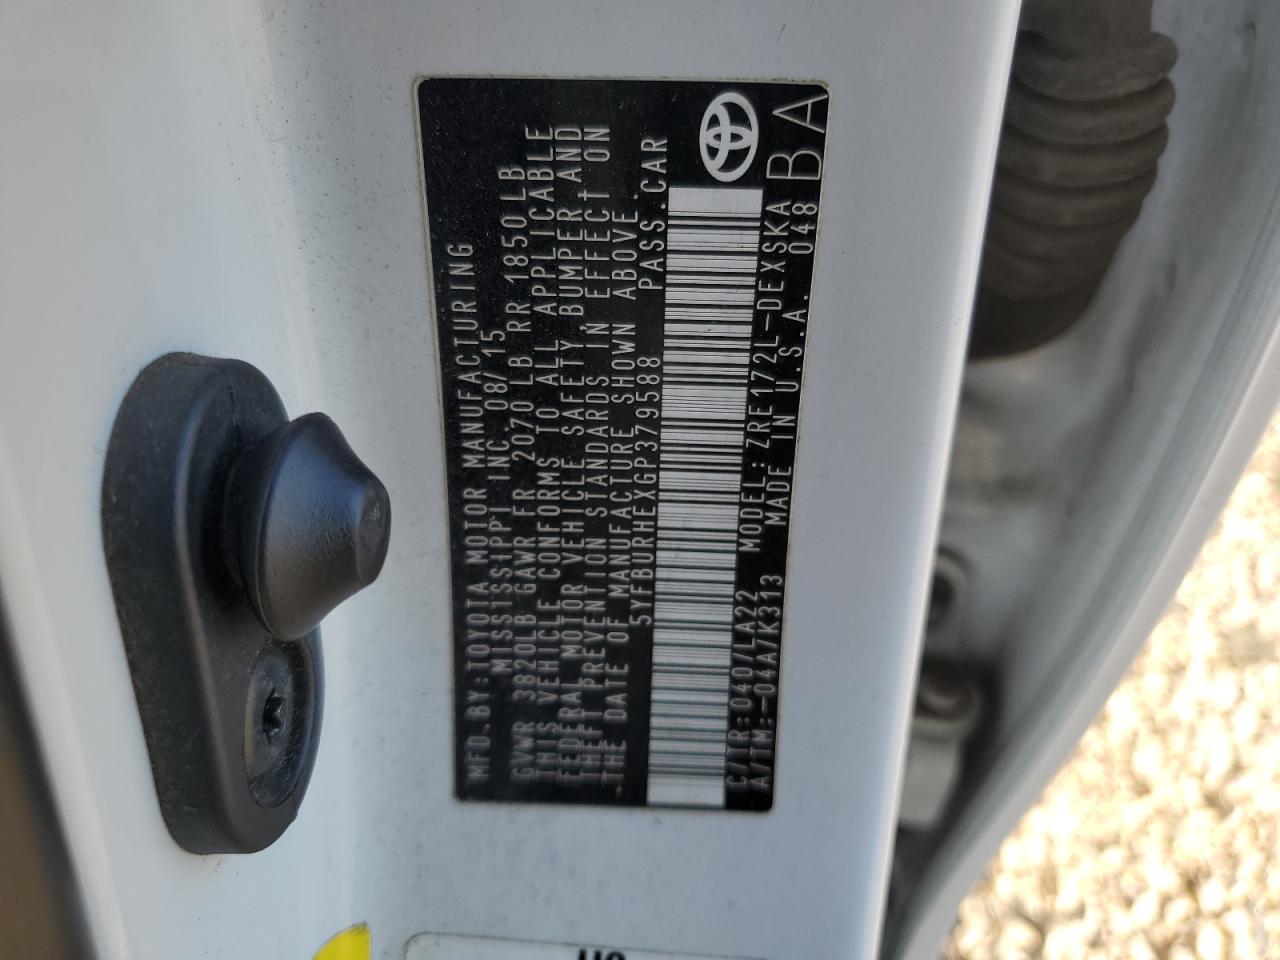 MFD.BY:TOYOTA MOTOR MANUFACTURING
MISSISSIPPI INC 08/15
GVWR 3820LB GAWR FR 2070 LB RR 1850LB
THIS VEHICLE CONFORMS TO ALL APPLICABLE
FEDERAL MOTOR VEHICLE SAFETY, BUMPER AND
THEFT PREVENTION STANDARDS IN EFFECT ON
THE DATE OF MANUFACTURE SHOWN ABOVE.
5YFBURHEXGP379588 PASS.CAR
C/TR:040/LA22 MODEL:ZRE172L-DEXSKA
A/TM:-04A/K313 MADE IN U.S.A. 048 BA